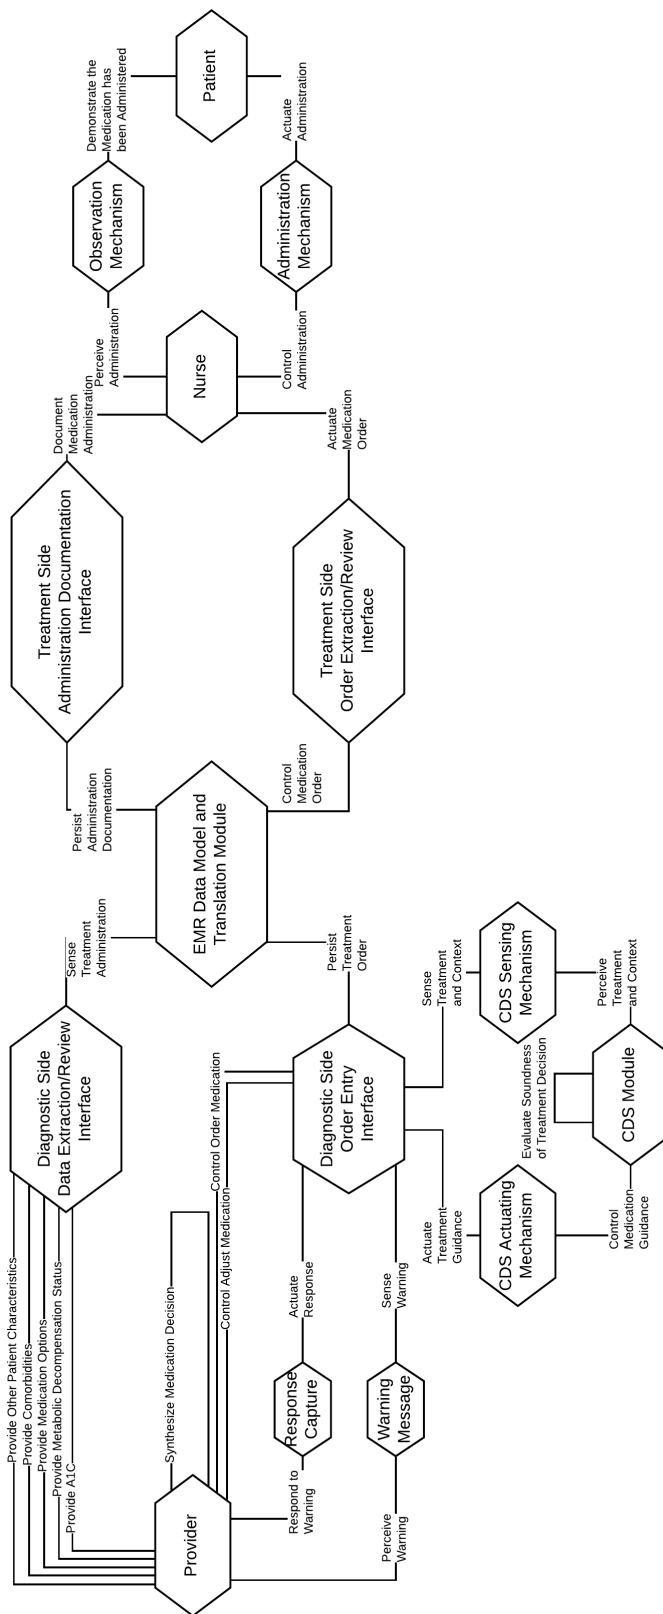 Provide Other Patient Characteristics
Provide Comorbidities
Provide Medication Options
Provide Metabolic Decompensation Status
Provide A1C
Diagnostic Side
Data Extraction/Review
Interface
Sense
Treatment
Administration
Persist
Administration
Documentation
Treatment Side
Administration Documentation
Interface
Document
Medication
Administration
Perceive
Administration
Observation
Mechanism
Demonstrate the
Medication has
been Administered
Patient
Provider
Synthesize Medication Decision
Control Order Medication
Control Adjust Medication
EMR Data Model and
Translation Module
Nurse
Control
Administration
Administration
Mechanism
Actuate
Administration
Respond to
Warning
Response
Capture
Actuate
Response
Diagnostic Side
Order Entry
Interface
Persist
Treatment
Order
Control
Medication
Order
Treatment Side
Order Extraction/Review
Interface
Actuate
Medication
Order
Perceive
Warning
Warning
Message
Sense
Warning
Actuate
Treatment
Guidance
Sense
Treatment
and Context
CDS Actuating
Mechanism
CDS Sensing
Mechanism
Evaluate Soundness
of Treatment Decision
Control
Medication
Guidance
CDS Module
Perceive
Treatment
and Context